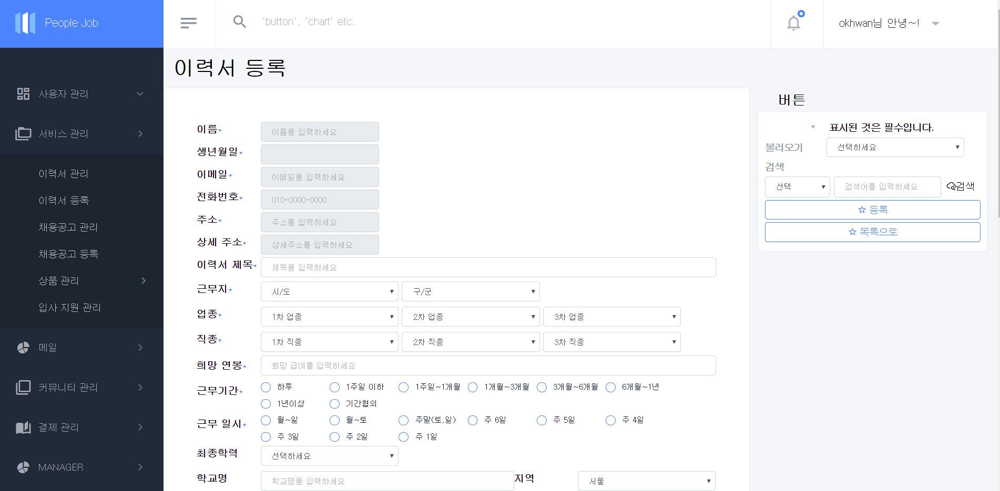 People Job
'button', 'chart' etc.
okhwan님 안녕~!
사용자 관리
서비스 관리
이력서 관리
이력서 등록
채용공고 관리
채용공고 등록
상품 관리
입사 지원 관리
메일
커뮤니티 관리
결제 관리
MANAGER
이력서 등록
이름* 이름을 입력하세요
생년월일*
이메일* 이메일을 입력하세요
전화번호* 010-0000-0000
주소* 주소를 입력하세요
상세 주소* 상세주소를 입력하세요
이력서 제목* 제목을 입력하세요
근무지* 시/도 구/군
업종* 1차 업종 2차 업종 3차 업종
직종* 1차 직종 2차 직종 3차 직종
희망 연봉* 희망 급여를 입력하세요
근무기간* 하루 1주일 이하 1주일~1개월 1개월~3개월 3개월~6개월 6개월~1년
1년이상 기간협의
근무 일시* 월~일 월~토 주말(토,일) 주 6일 주 5일 주 4일
주 3일 주 2일 주 1일
최종학력 선택하세요
학교명 학교명을 입력하세요 지역 서울
버튼
* 표시된 것은 필수입니다.
불러오기 선택하세요
검색
선택 검색어를 입력하세요 검색
등록
목록으로